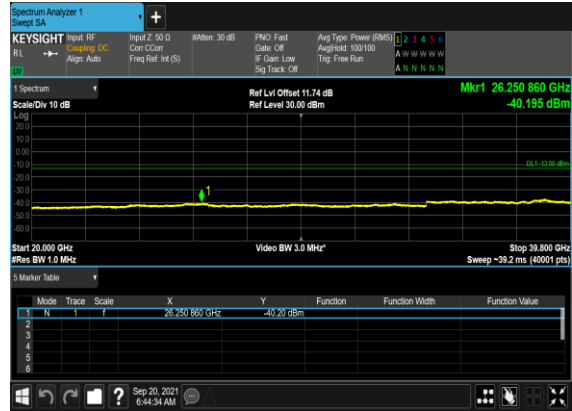 Spectrum Analyzer 1
Swept SA
+
KEYSIGHT Input: RF Input Z: 50 Ω #Atten: 30 dB PNO: Fast Avg Type: Power (RMS) 1 2 3 4 5 6
RL Coupling: DC Corr CCorr Gate: Off Avg|Hold: 100/100 A W W W W W
Align: Auto Freq Ref: Int (S) IF Gain: Low Trig: Free Run
Sig Track: Off A N N N N N
1 Spectrum Ref Lvl Offset 11.74 dB Mkr1 26.250 860 GHz
Scale/Div 10 dB Ref Level 30.00 dBm -40.195 dBm
Log
20.0
10.0
0.00
-10.0 DL1 -13.00 dBm
-20.0
-30.0 1
-40.0
-50.0
-60.0
Start 20.000 GHz Video BW 3.0 MHz* Stop 39.800 GHz
#Res BW 1.0 MHz Sweep ~39.2 ms (40001 pts)
5 Marker Table
Mode Trace Scale X Y Function Function Width Function Value
1 N 1 f 26.250 860 GHz -40.20 dBm
2
3
4
5
6
? Sep 20, 2021
6:44:34 AM